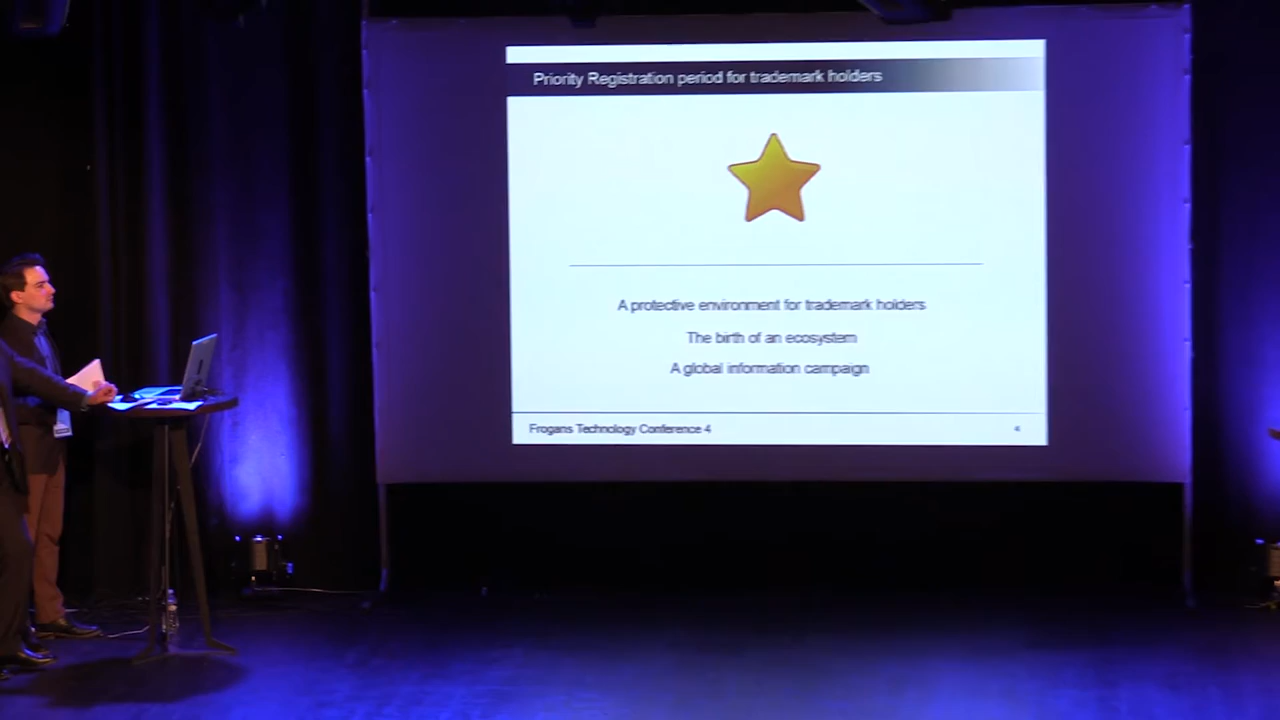 Priority Registration period for trademark holders
A protective environment for trademark holders
The birth of an ecosystem
A global information campaign
Frogans Technology Conference 4